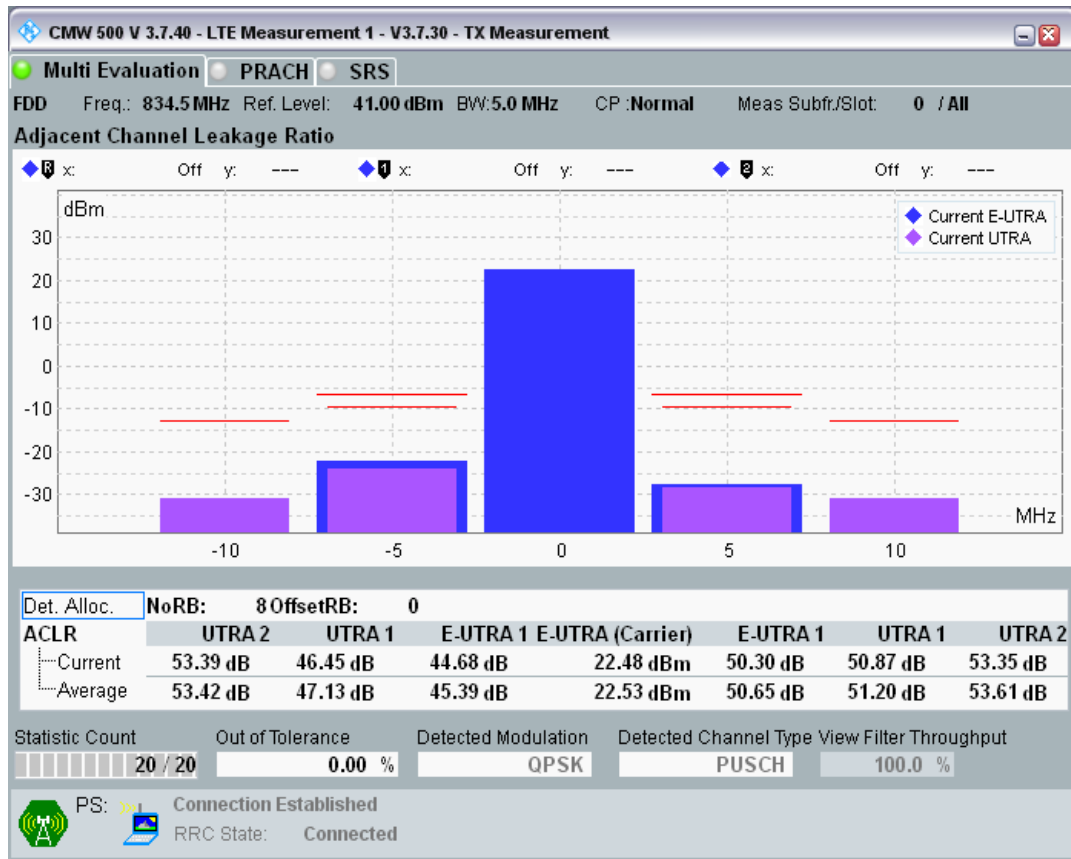 CMW 500 V 3.7.40 - LTE Measurement 1 - V3.7.30 - TX Measurement
Multi Evaluation PRACH SRS
FDD Freq.: 834.5 MHz Ref. Level: 41.00 dBm BW:5.0 MHz CP :Normal Meas Subfr./Slot: 0 / All
Adjacent Channel Leakage Ratio
R x: Off y: --- 1 x: Off y: --- 2 x: Off y: ---
dBm
Current E-UTRA
Current UTRA
30
20
10
0
-10
-20
-30
MHz
-10 -5 0 5 10
Det. Alloc. NoRB: 8 OffsetRB: 0
ACLR UTRA 2 UTRA 1 E-UTRA 1 E-UTRA (Carrier) E-UTRA 1 UTRA 1 UTRA 2
Current 53.39 dB 46.45 dB 44.68 dB 22.48 dBm 50.30 dB 50.87 dB 53.35 dB
Average 53.42 dB 47.13 dB 45.39 dB 22.53 dBm 50.65 dB 51.20 dB 53.61 dB
Statistic Count Out of Tolerance Detected Modulation Detected Channel Type View Filter Throughput
20 / 20 0.00 % QPSK PUSCH 100.0 %
PS: Connection Established
RRC State: Connected